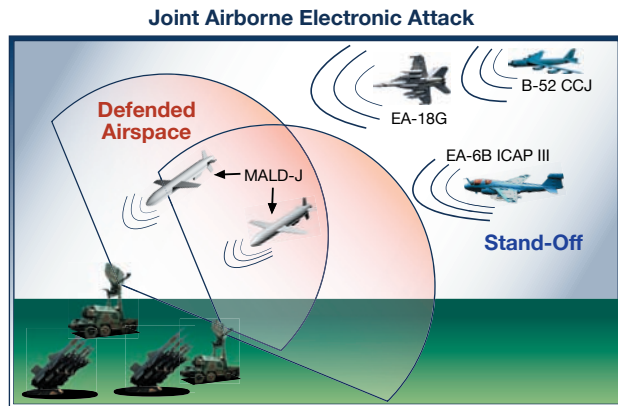 Joint Airborne Electronic Attack
B-52 CCJ
EA-18G
Defended
Airspace
MALD-J
EA-6B ICAP III
Stand-Off